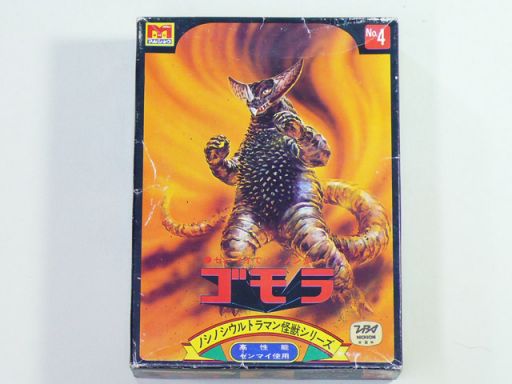 No.4
ゴモラ
ノシノシウルトラマン怪獣シリーズ
高性能
ゼンマイ使用